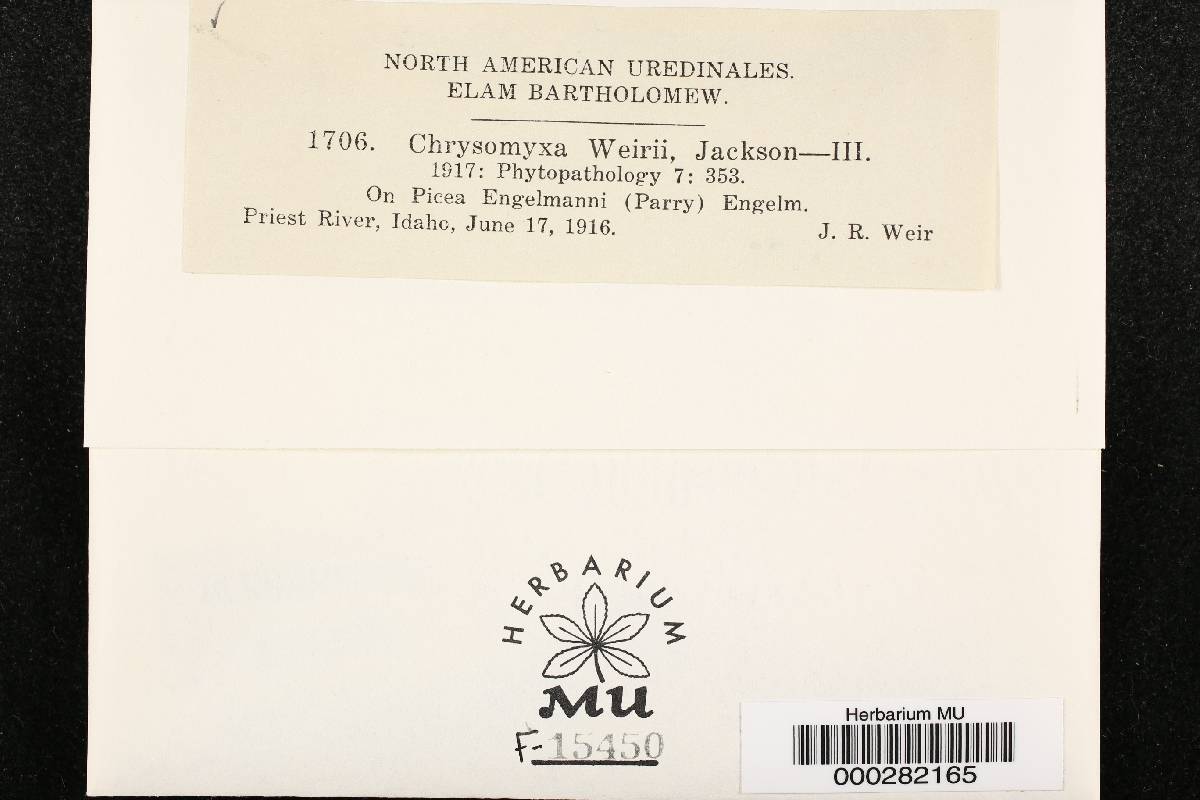 NORTH AMERICAN UREDINALES.
ELAM BARTHOLOMEW.
1706. Chrysomyxa Weirii, Jackson—III.
1917: Phytopathology 7: 353.
On Picea Engelmanni (Parry) Engelm.
Priest River, Idaho, June 17, 1916. J. R. Weir
HERBARIUM
MU
F-15450
Herbarium MU
000282165